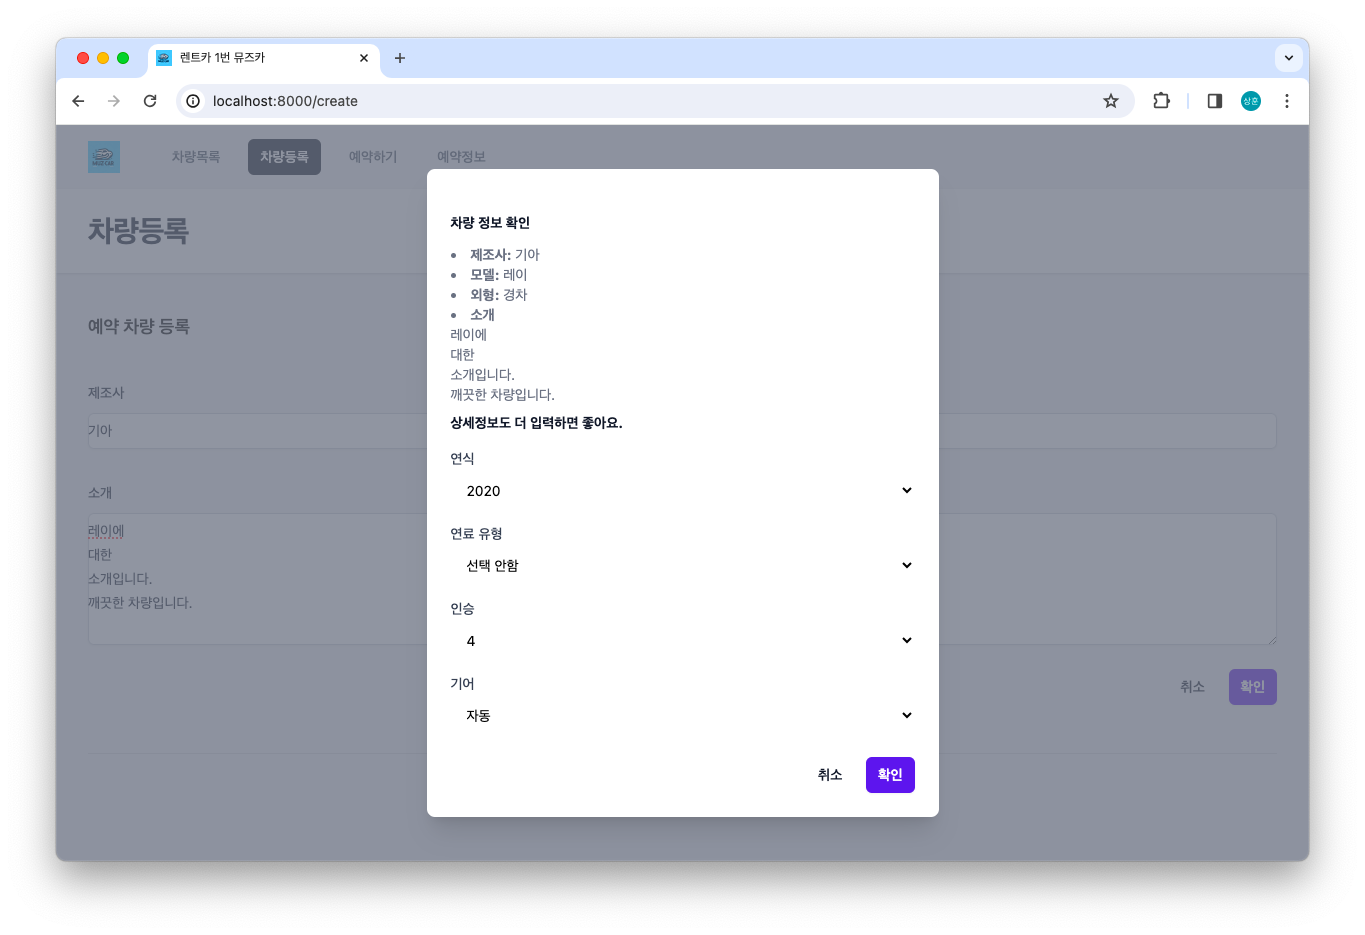 렌트카 1번 뮤즈카
localhost:8000/create
상훈
차량목록
차량등록
예약하기
예약정보
차량등록
예약 차량 등록
제조사
기아
소개
레이에
대한
소개입니다.
깨끗한 차량입니다.
취소
확인
차량 정보 확인
• 제조사: 기아
• 모델: 레이
• 외형: 경차
• 소개
레이에
대한
소개입니다.
깨끗한 차량입니다.
상세정보도 더 입력하면 좋아요.
연식
2020
연료 유형
선택 안함
인승
4
기어
자동
취소
확인